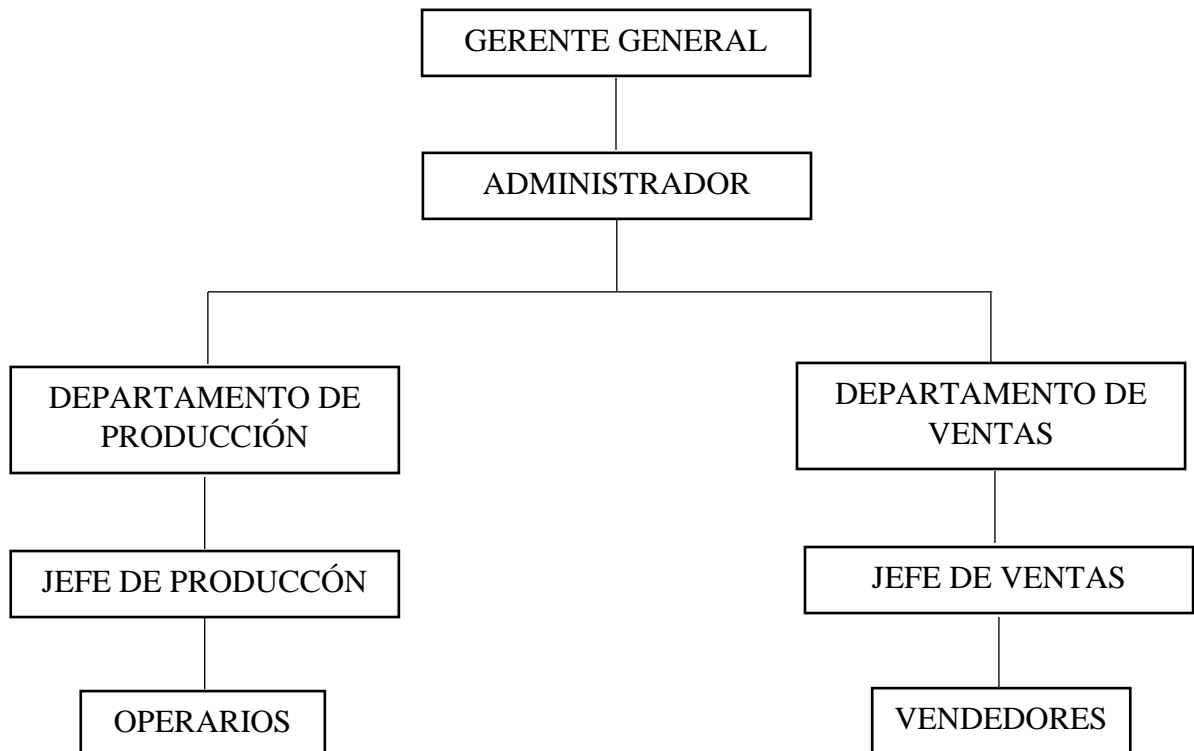 GERENTE GENERAL
ADMINISTRADOR
DEPARTAMENTO DE
PRODUCCIÓN
DEPARTAMENTO DE
VENTAS
JEFE DE PRODUCCÓN
JEFE DE VENTAS
OPERARIOS
VENDEDORES